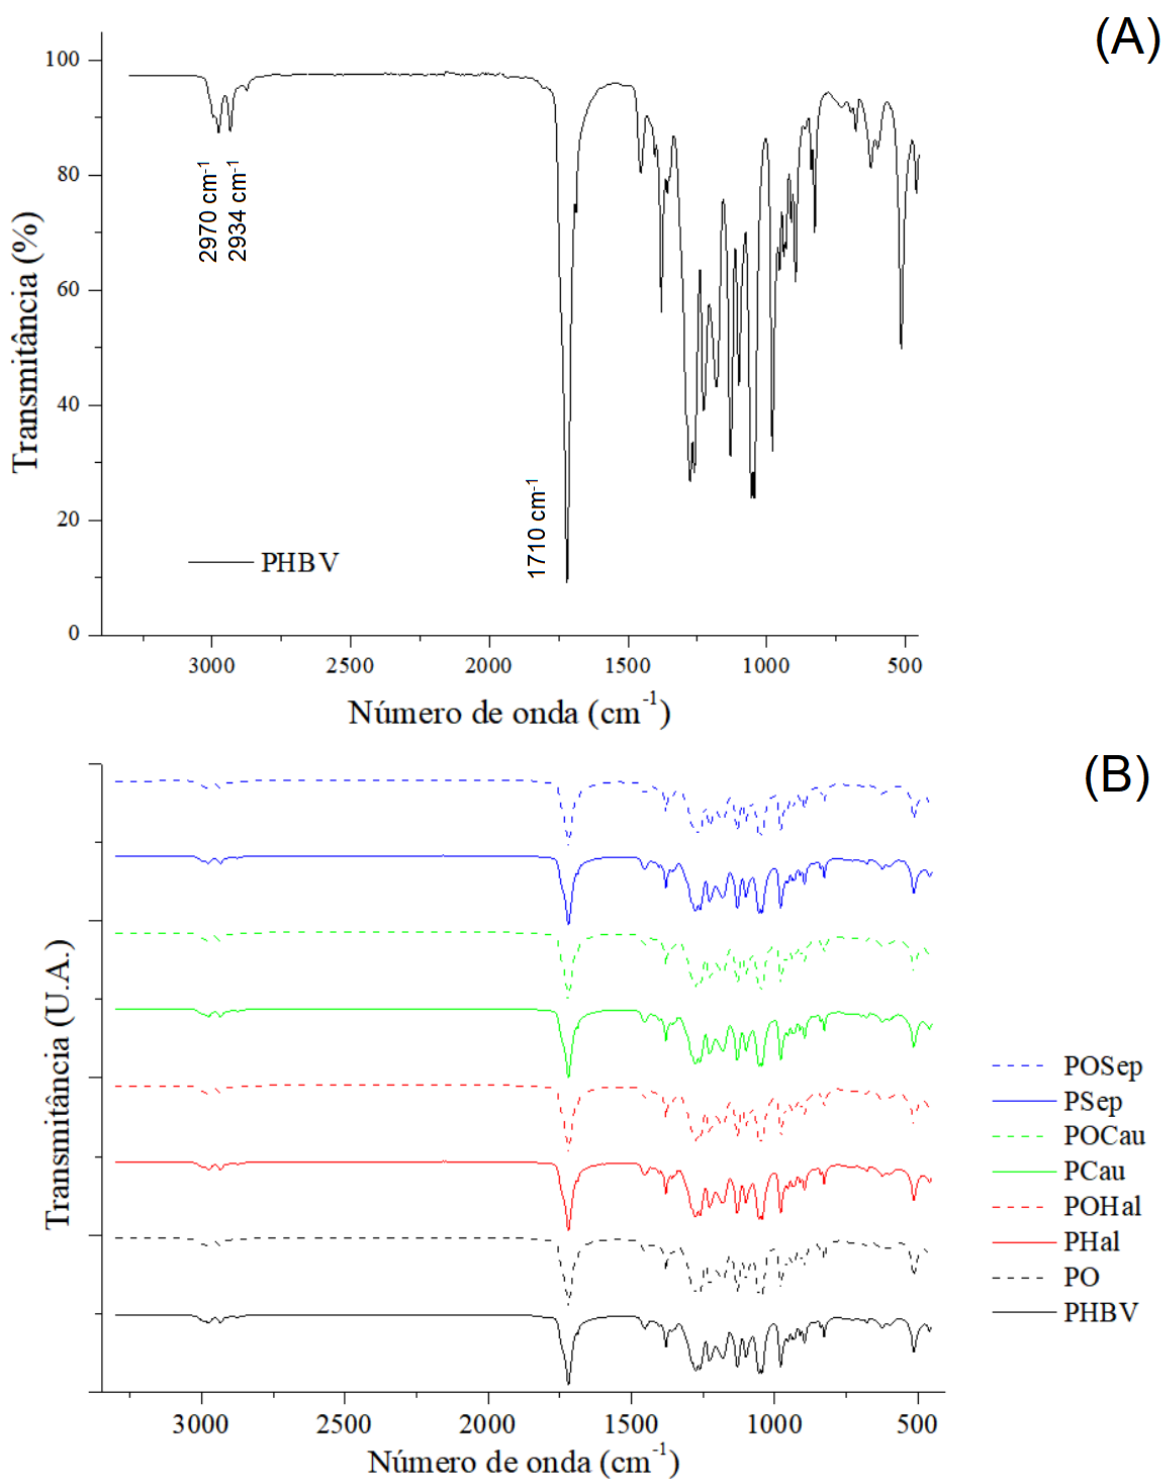 (A)
100
80
60
40
20
0
Transmitância (%)
2970 cm-1
2934 cm-1
1710 cm-1
PHBV
3000 2500 2000 1500 1000 500
Número de onda (cm-1)
(B)
Transmitância (U.A.)
POSep
PSep
POCau
PCau
POHal
PHal
PO
PHBV
3000 2500 2000 1500 1000 500
Número de onda (cm-1)